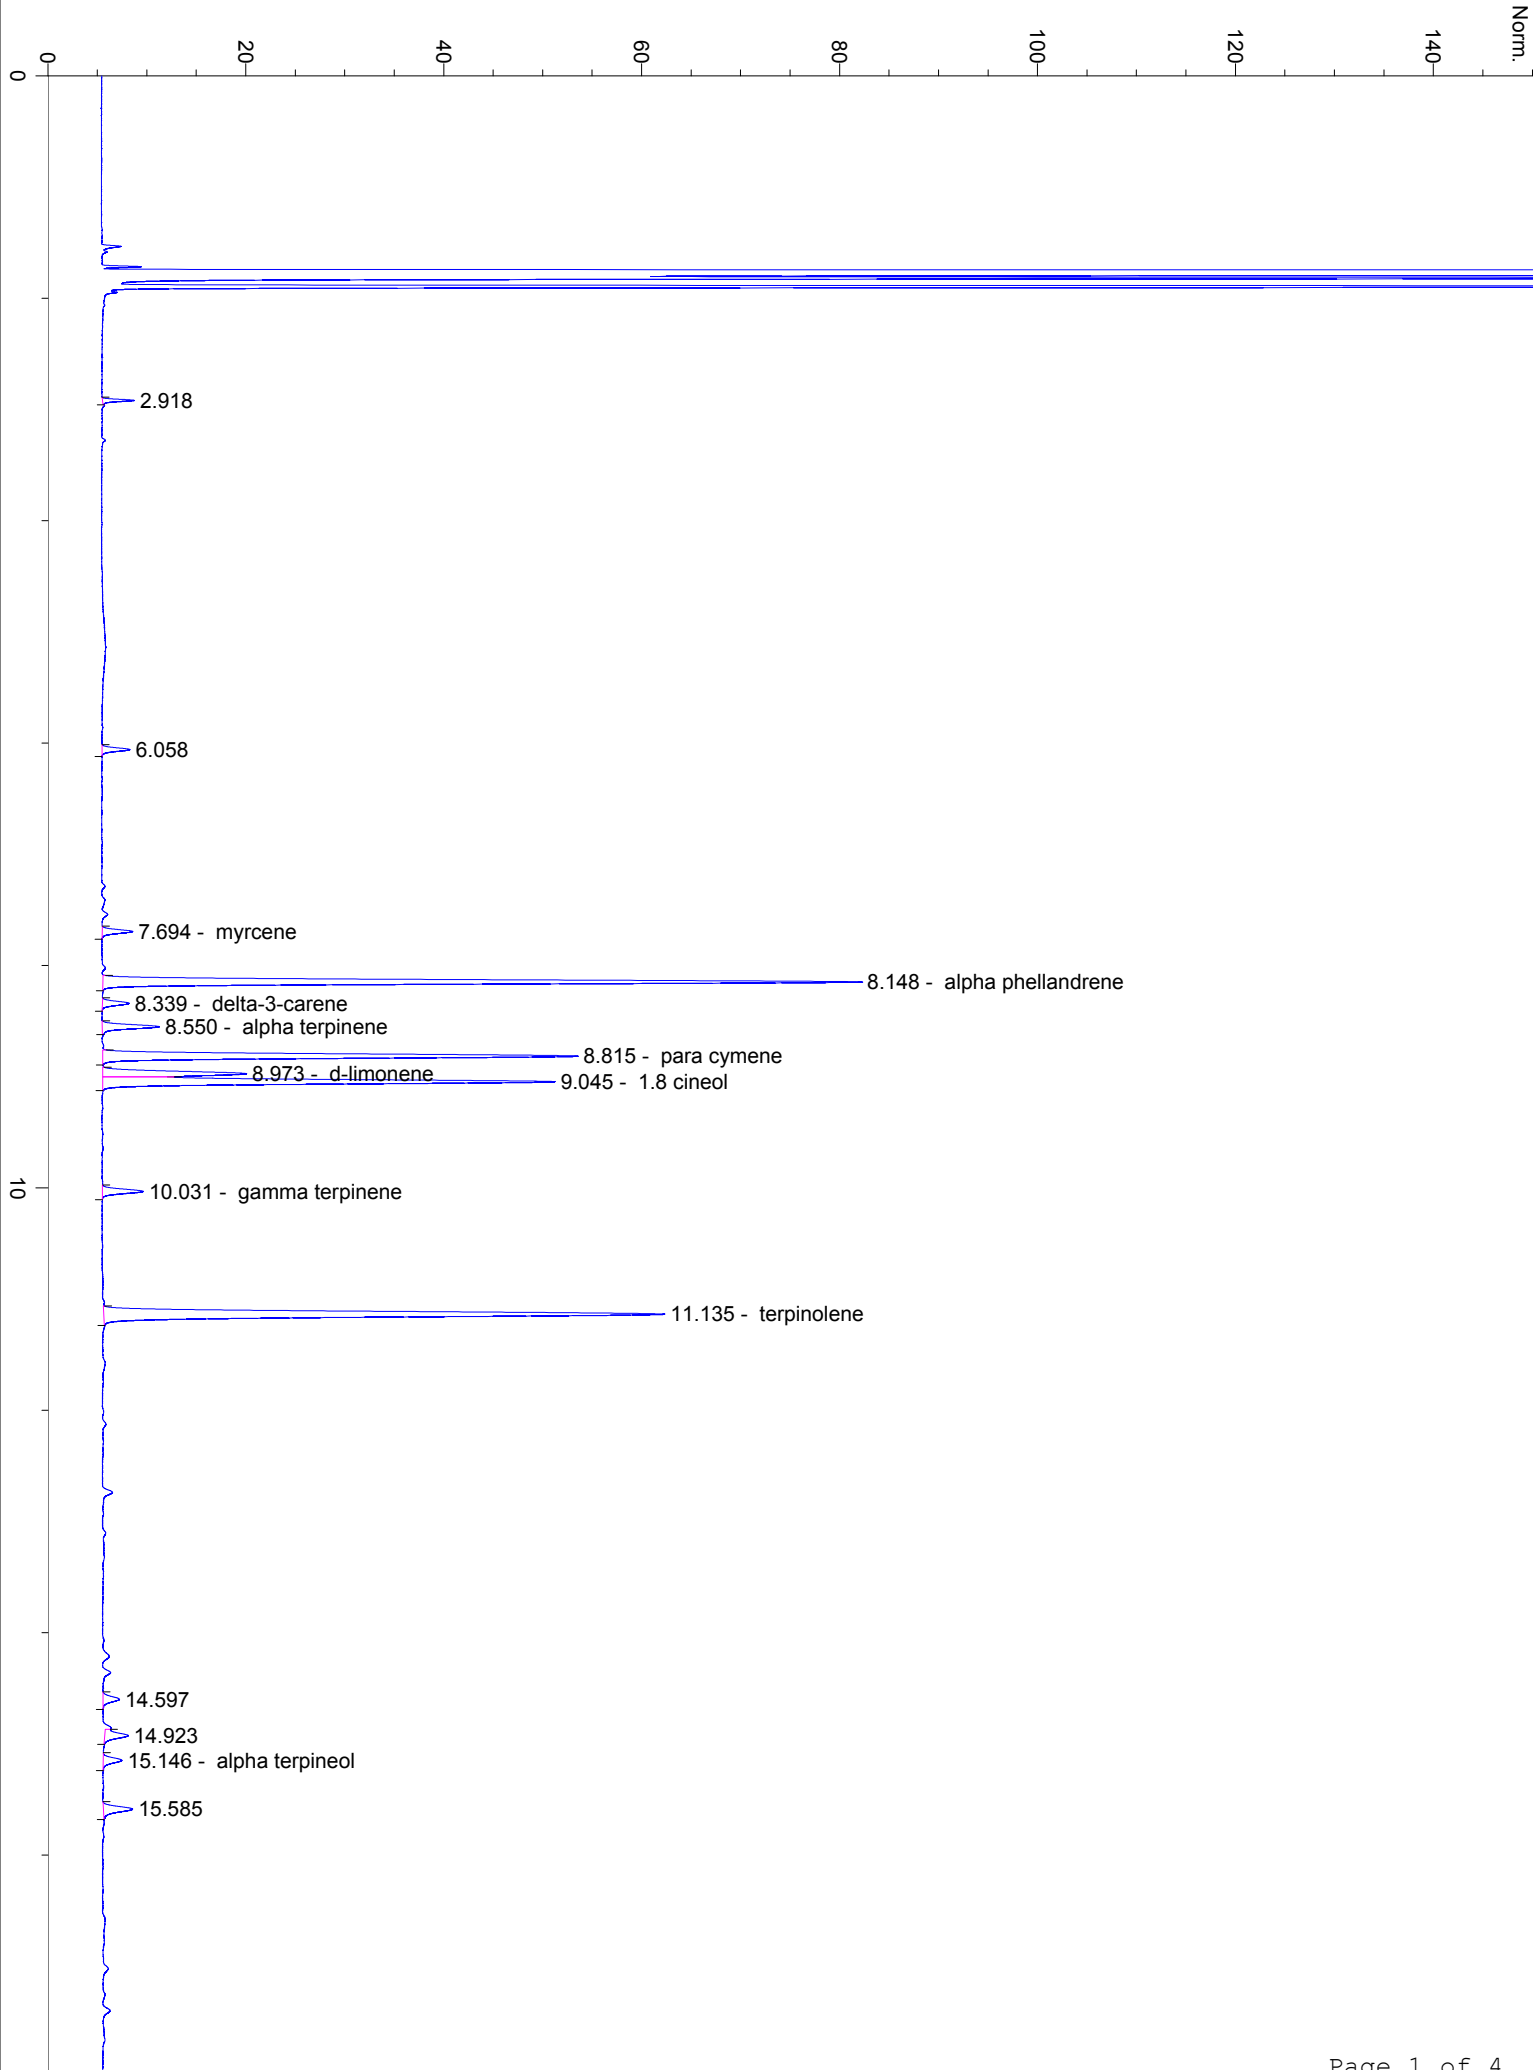 Norm.
0
20
40
60
80
100
120
140
0
2.918
6.058
7.694 - myrcene
8.148 - alpha phellandrene
8.339 - delta-3-carene
8.550 - alpha terpinene
8.815 - para cymene
8.973 - d-limonene
9.045 - 1.8 cineol
10
10.031 - gamma terpinene
11.135 - terpinolene
14.597
14.923
15.146 - alpha terpineol
15.585
Page 1 of 4